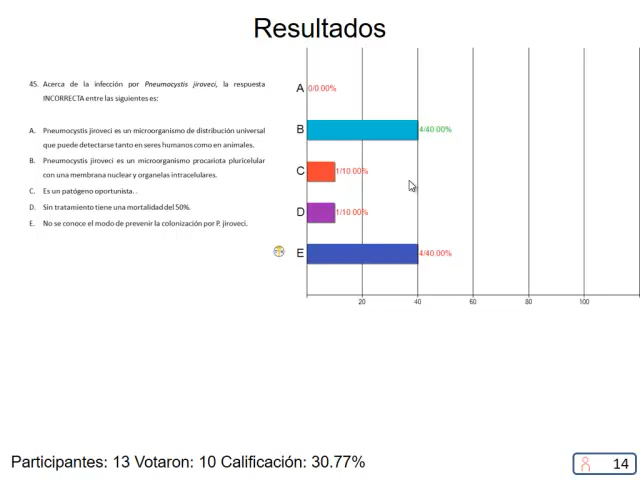 Resultados
45. Acerca de la infección por Pneumocystis jiroveci, la respuesta
INCORRECTA entre las siguientes es:
A. Pneumocystis jiroveci es un microorganismo de distribución universal
que puede detectarse tanto en seres humanos como en animales.
B. Pneumocystis jiroveci es un microorganismo procariota pluricelular
con una membrana nuclear y organelas intracelulares.
C. Es un patógeno oportunista. .
D. Sin tratamiento tiene una mortalidad del 50%.
E. No se conoce el modo de prevenir la colonización por P. jiroveci.
A 0/0.00%
B 4/40.00%
C 1/10.00%
D 1/10.00%
E 4/40.00%
20 40 60 80 100
Participantes: 13 Votaron: 10 Calificación: 30.77%
14